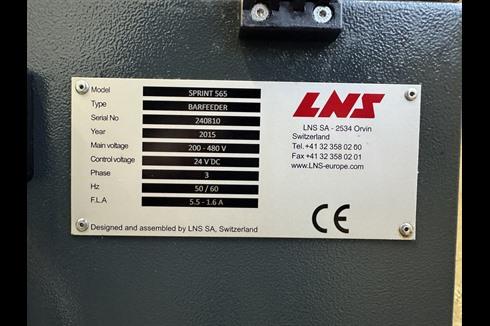 Model SPRINT 565
Type BARFEEDER
Serial No 240810
Year 2015
Main voltage 200 - 480 V
Control voltage 24 V DC
Phase 3
Hz 50 / 60
F.L.A 5.5 - 1.6 A
Designed and assembled by LNS SA, Switzerland
LNS
LNS SA - 2534 Orvin
Switzerland
Tel. +41 32 358 02 00
Fax +41 32 358 02 01
www.LNS-europe.com
CE